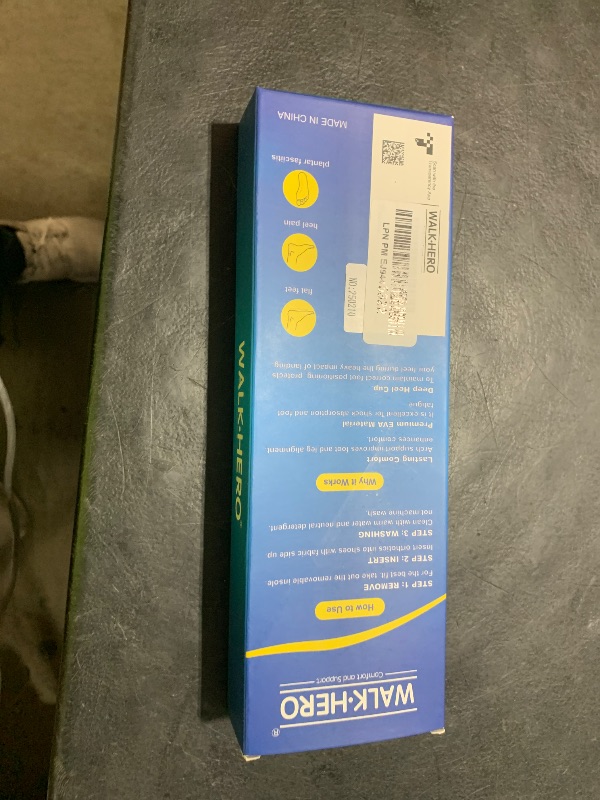 WALK·HERO®
Comfort and Support
How to Use
STEP 1: REMOVE
For the best fit, take out the removable insole
STEP 2: INSERT
Insert orthotics into shoes with fabric side up
STEP 3: WASHING
Clean with warm water and neutral detergent.
not machine wash.
Why it Works
Lasting Comfort
Arch support improves foot and leg alignment
enhances comfort.
Premium EVA Material
It is excellent for shock absorption and foot
fatigue
Deep Heel Cup
To maintain correct foot positioning, protects
your heel during the heavy impact of landing
flat feet
heel pain
plantar fasciitis
MADE IN CHINA
NO:250210
WALK·HERO
LPN PM
WALK·HERO